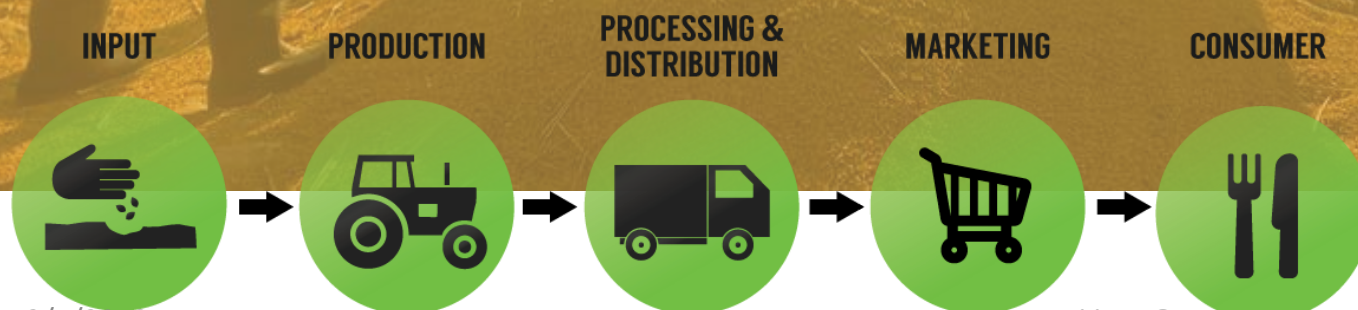 INPUT
PRODUCTION
PROCESSING &
DISTRIBUTION
MARKETING
CONSUMER